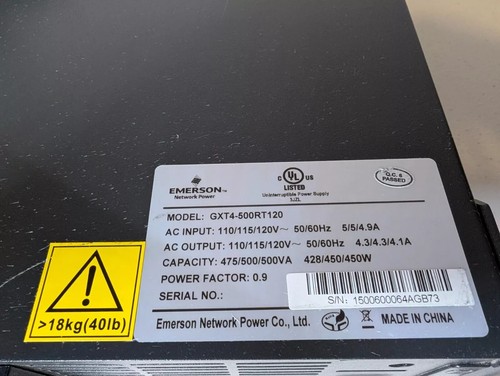 EMERSON
Network Power
C UL US
LISTED
Uninterruptible Power Supply
Q.C. 6
PASSED
MODEL: GXT4-500RT120
AC INPUT: 110/115/120V~ 50/60Hz 5/5/4.9A
AC OUTPUT: 110/115/120V~ 50/60Hz 4.3/4.3/4.1A
CAPACITY: 475/500/500VA 428/450/450W
POWER FACTOR: 0.9
SERIAL NO.:
S/N: 1500600064AGB73
Emerson Network Power Co., Ltd.
MADE IN CHINA
>18kg(40lb)